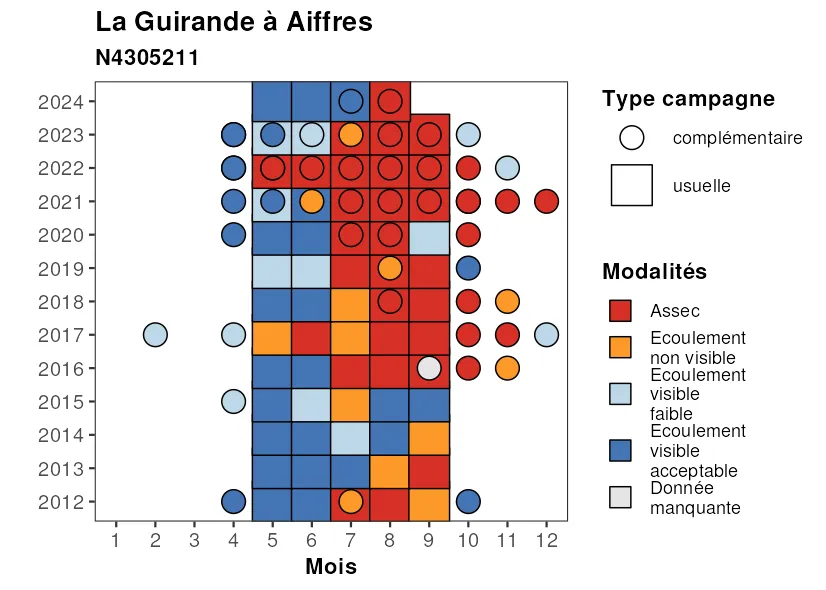 La Guirande à Aiffres
N4305211
2024
2023
2022
2021
2020
2019
2018
2017
2016
2015
2014
2013
2012
1 2 3 4 5 6 7 8 9 10 11 12
Mois
Type campagne
complémentaire
usuelle
Modalités
Assec
Ecoulement
non visible
Ecoulement
visible
faible
Ecoulement
visible
acceptable
Donnée
manquante